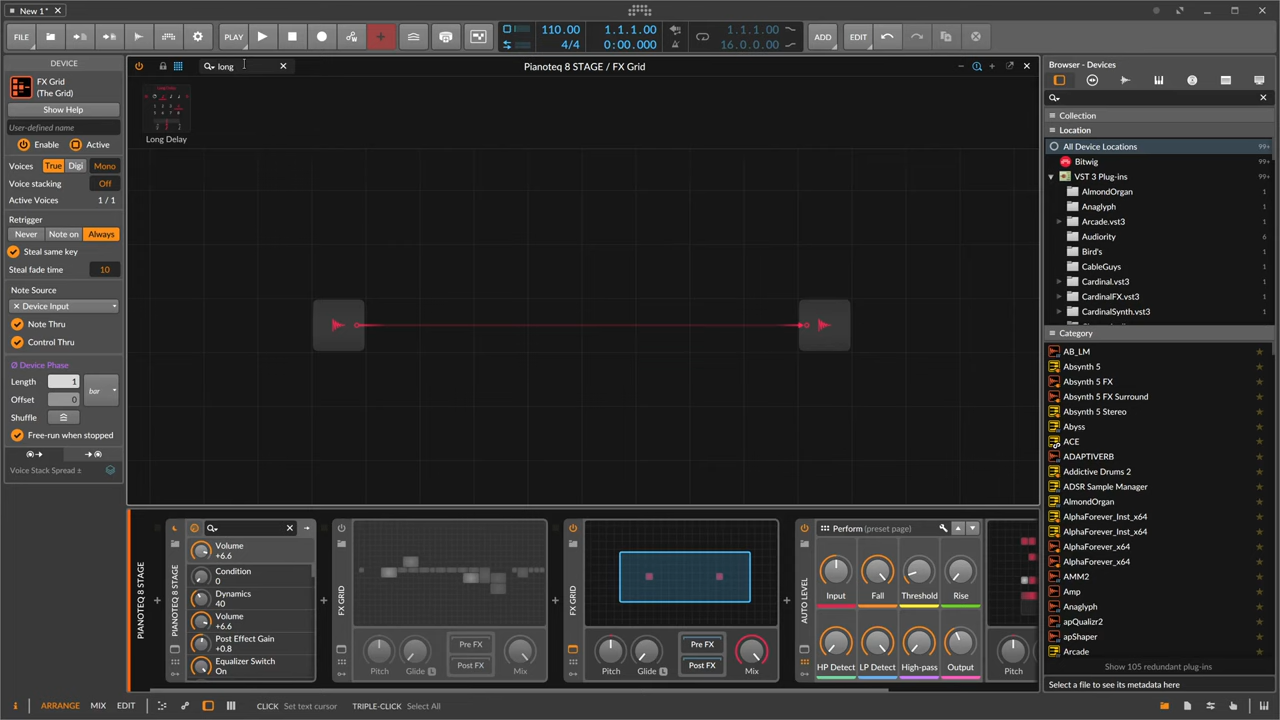 New 1*
FILE
PLAY
110.00
4/4
1.1.1.00
0:00.000
1.1.1.00
16.0.0.00
ADD
EDIT
DEVICE
FX Grid
(The Grid)
Show Help
User-defined name
Enable
Active
Voices
True
Digi
Mono
Voice stacking
Off
Active Voices
1 / 1
Retrigger
Never
Note on
Always
Steal same key
Steal fade time
10
Note Source
Device Input
Note Thru
Control Thru
Ø Device Phase
Length
1
bar
Offset
0
Shuffle
Free-run when stopped
Voice Stack Spread ±
long
Pianoteq 8 STAGE / FX Grid
Long Delay
Browser - Devices
Collection
Location
All Device Locations
99+
Bitwig
99+
VST 3 Plug-ins
99+
AlmondOrgan
1
Anaglyph
1
Arcade.vst3
1
Audiority
6
Bird's
1
CableGuys
1
Cardinal.vst3
1
CardinalFX.vst3
1
CardinalSynth.vst3
1
Category
AB_LM
Absynth 5
Absynth 5 FX
Absynth 5 FX Surround
Absynth 5 Stereo
Abyss
ACE
ADAPTIVERB
Addictive Drums 2
ADSR Sample Manager
AlmondOrgan
AlphaForever_Inst_x64
AlphaForever_Inst_x64
AlphaForever_x64
AlphaForever_x64
AMM2
Amp
Anaglyph
apQualizr2
apShaper
Arcade
Show 105 redundant plug-ins
Select a file to see its metadata here
PIANOTEQ 8 STAGE
PIANOTEQ 8 STAGE
Volume
+6.6
Condition
0
Dynamics
40
Volume
+6.6
Post Effect Gain
+0.8
Equalizer Switch
On
FX GRID
Pitch
Glide
L
Pre FX
Post FX
Mix
FX GRID
Pitch
Glide
L
Pre FX
Post FX
Mix
AUTO LEVEL
Perform (preset page)
Input
Fall
Threshold
Rise
HP Detect
LP Detect
High-pass
Output
FX GRID
Pitch
ARRANGE
MIX
EDIT
CLICK
Set text cursor
TRIPLE-CLICK
Select All